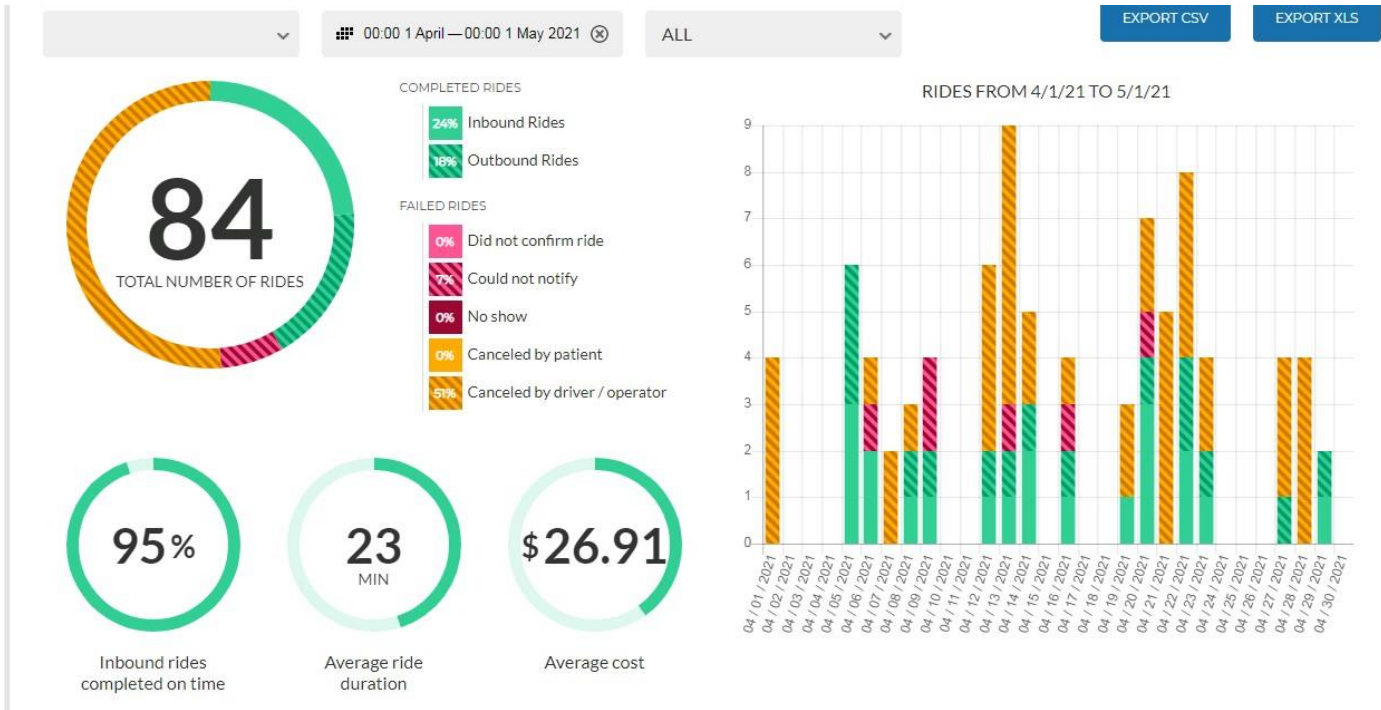 00:00 1 April — 00:00 1 May 2021
ALL
EXPORT CSV
EXPORT XLS
84
TOTAL NUMBER OF RIDES
COMPLETED RIDES
24% Inbound Rides
18% Outbound Rides
FAILED RIDES
0% Did not confirm ride
7% Could not notify
0% No show
0% Canceled by patient
51% Canceled by driver / operator
95%
Inbound rides
completed on time
23
MIN
Average ride
duration
$26.91
Average cost
RIDES FROM 4/1/21 TO 5/1/21
9
8
7
6
5
4
3
2
1
0
04 / 01 / 2021
04 / 02 / 2021
04 / 03 / 2021
04 / 04 / 2021
04 / 05 / 2021
04 / 06 / 2021
04 / 07 / 2021
04 / 08 / 2021
04 / 09 / 2021
04 / 10 / 2021
04 / 11 / 2021
04 / 12 / 2021
04 / 13 / 2021
04 / 14 / 2021
04 / 15 / 2021
04 / 16 / 2021
04 / 17 / 2021
04 / 18 / 2021
04 / 19 / 2021
04 / 20 / 2021
04 / 21 / 2021
04 / 22 / 2021
04 / 23 / 2021
04 / 24 / 2021
04 / 25 / 2021
04 / 26 / 2021
04 / 27 / 2021
04 / 28 / 2021
04 / 29 / 2021
04 / 30 / 2021